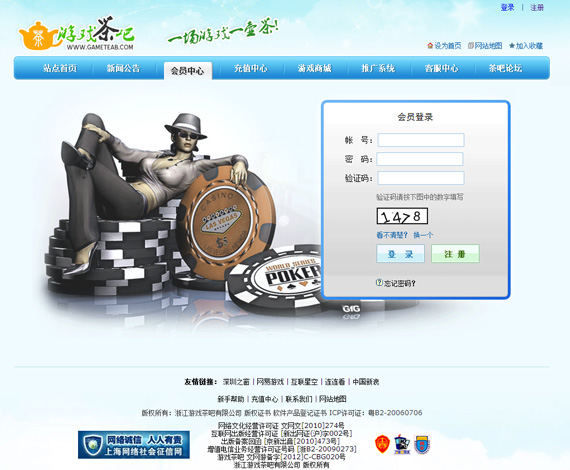 登录 | 注册
游戏茶吧
WWW.GAMETEAB.COM
一场游戏一壶茶!
设为首页 网站地图 加入收藏
站点首页 新闻公告 会员中心 充值中心 游戏商城 推广系统 客服中心 茶吧论坛
会员登录
帐 号:
密 码:
验证码:
验证码请按下图中的数字填写
1478
看不清楚? 换一个
登 录 注 册
忘记密码?
CASINO
LAS VEGAS
WORLD SERIES
POKER
友情链接: 深圳之窗 | 网易游戏 | 互联星空 | 连连看 | 中国新浪
新手帮助 | 充值中心 | 联系我们 | 网站地图
版权所有:浙江游戏茶吧有限公司 版权证书 软件产品登记证书 ICP许可证:粤B2-20060706
网络文化经营许可证 文网文[2010]274号
互联网出版经营许可证 [新出网证(沪)字002号]
[2010]473号]
增值电信业务经营许可证号码 [浙B2-20090273]
游戏茶吧 文网游备字[2012]C-CBG020号
浙江游戏茶吧有限公司 版权所有
网络诚信 人人有责
上海网络社会征信网